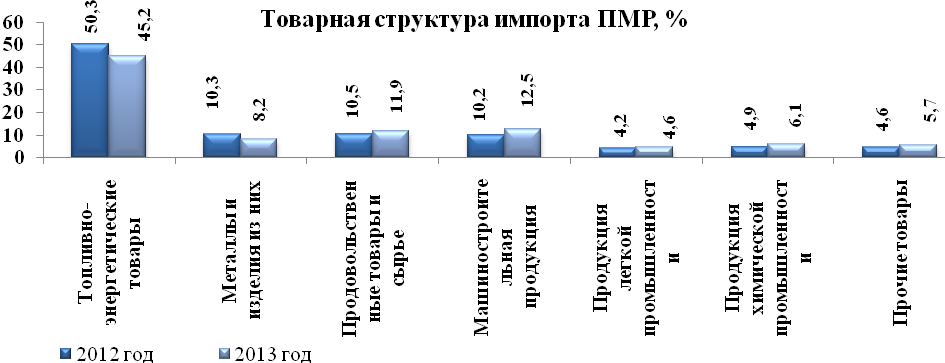 Товарная структура импорта ПМР, %
60
50
40
30
20
10
0
50,3
45,2
10,3
8,2
10,5
11,9
10,2
12,5
4,2
4,6
4,9
6,1
4,6
5,7
Топливно-
энергетические
товары
Металлы и
изделия из них
Продовольствен
ные товары и
сырье
Машиностроите
льная
продукция
Продукция
легкой
промышленност
и
Продукция
химической
промышленност
и
Прочие товары
2012 год
2013 год